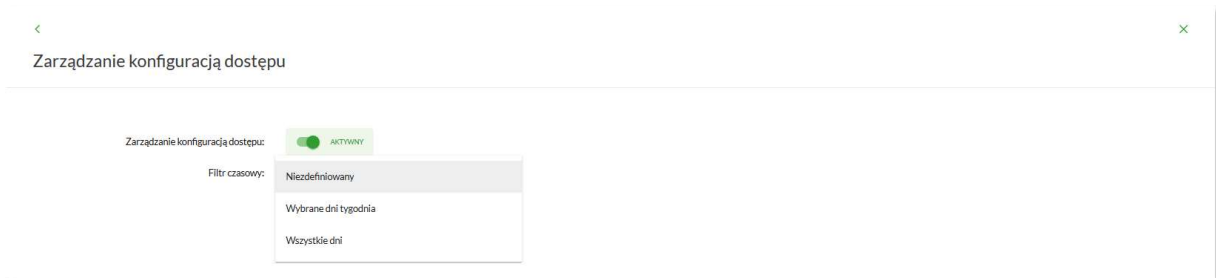 Zarządzanie konfiguracją dostępu
Zarządzanie konfiguracją dostępu: AKTYWNY
Filtr czasowy: Niezdefiniowany
Wybrane dni tygodnia
Wszystkie dni